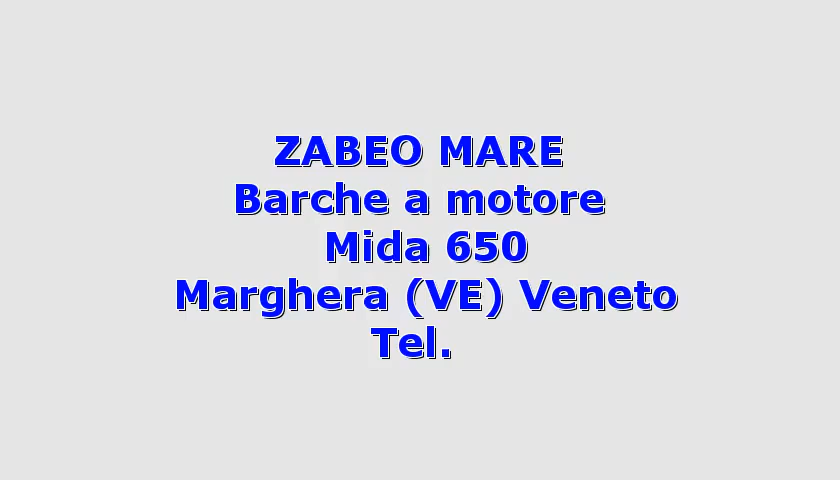 ZABEO MARE
Barche a motore
Mida 650
Marghera (VE) Veneto
Tel.